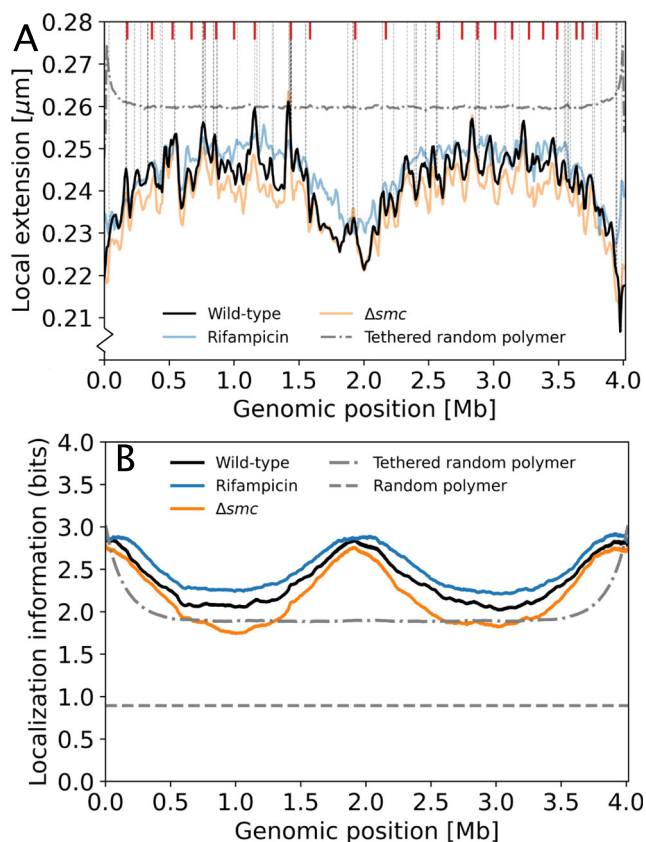 A
0.28
0.27
0.26
0.25
0.24
0.23
0.22
0.21
Local extension [μm]
Wild-type
Rifampicin
Δsmc
Tethered random polymer
0.0 0.5 1.0 1.5 2.0 2.5 3.0 3.5 4.0
Genomic position [Mb]
B
4.0
3.5
3.0
2.5
2.0
1.5
1.0
0.5
0.0
Localization information (bits)
Wild-type
Rifampicin
Δsmc
Tethered random polymer
Random polymer
0.0 0.5 1.0 1.5 2.0 2.5 3.0 3.5 4.0
Genomic position [Mb]